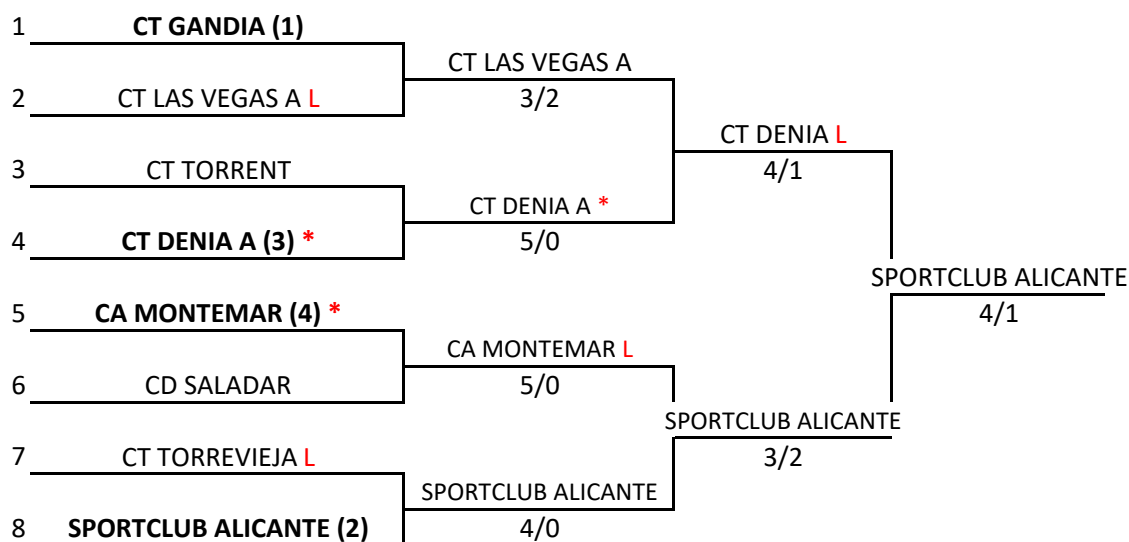 1 CT GANDIA (1)
CT LAS VEGAS A
2 CT LAS VEGAS A L
3/2
CT DENIA L
3 CT TORRENT
4/1
CT DENIA A *
4 CT DENIA A (3) *
5/0
SPORTCLUB ALICANTE
5 CA MONTEMAR (4) *
4/1
CA MONTEMAR L
6 CD SALADAR
5/0
SPORTCLUB ALICANTE
7 CT TORREVIEJA L
3/2
SPORTCLUB ALICANTE
8 SPORTCLUB ALICANTE (2)
4/0